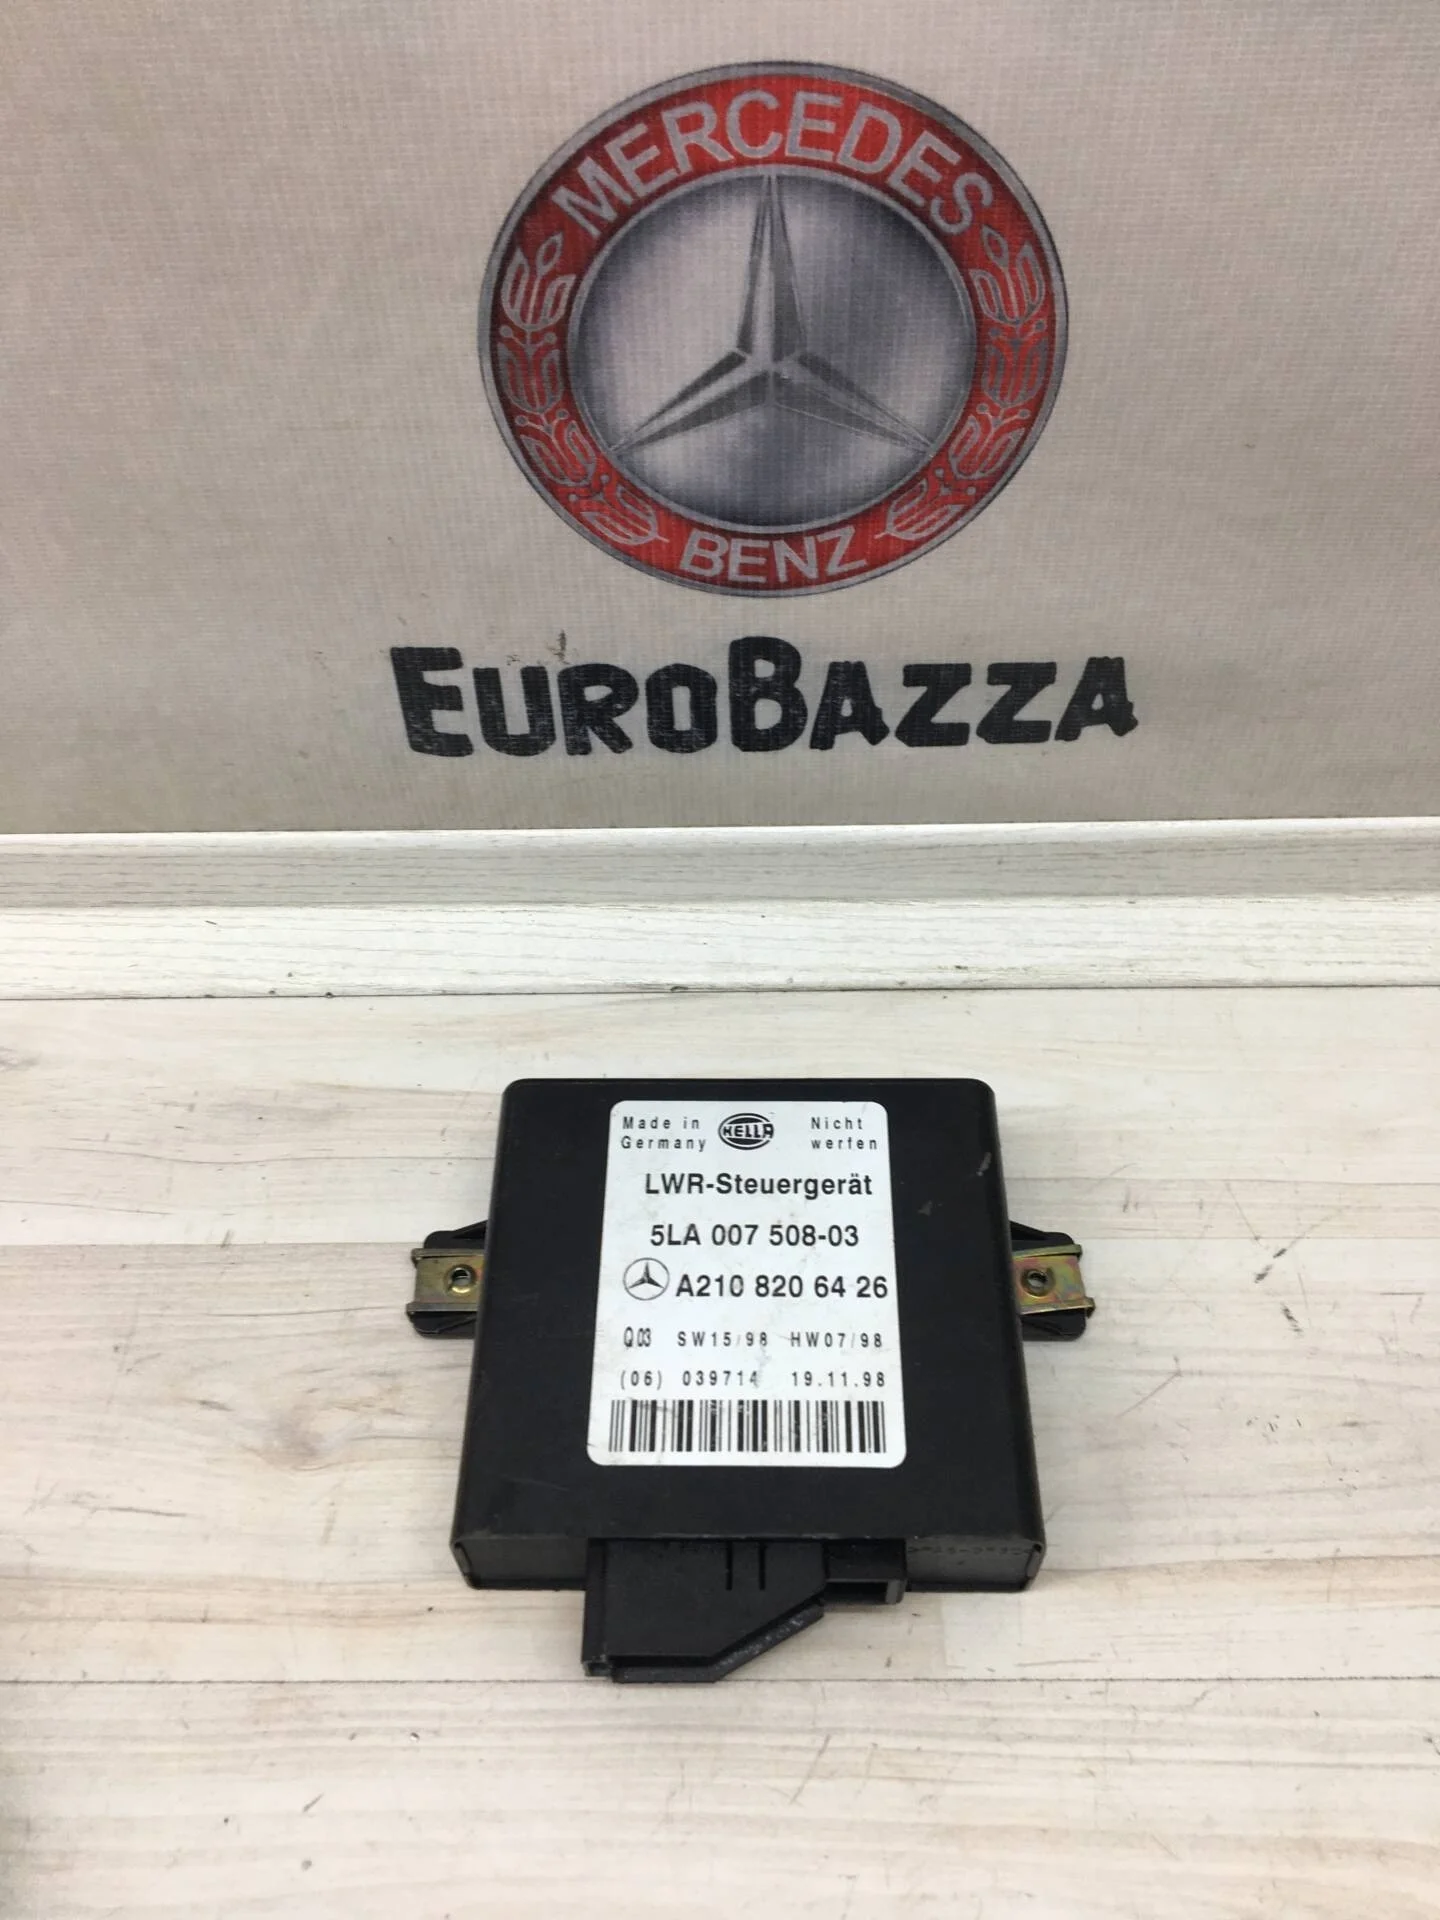 MERCEDES
BENZ
EUROBAZZA
Made in Germany
HELLA
Nicht werfen
LWR-Steuergerät
5LA 007 508-03
A210 820 64 26
Q03 SW15/98 HW07/98
(06) 039714 19.11.98